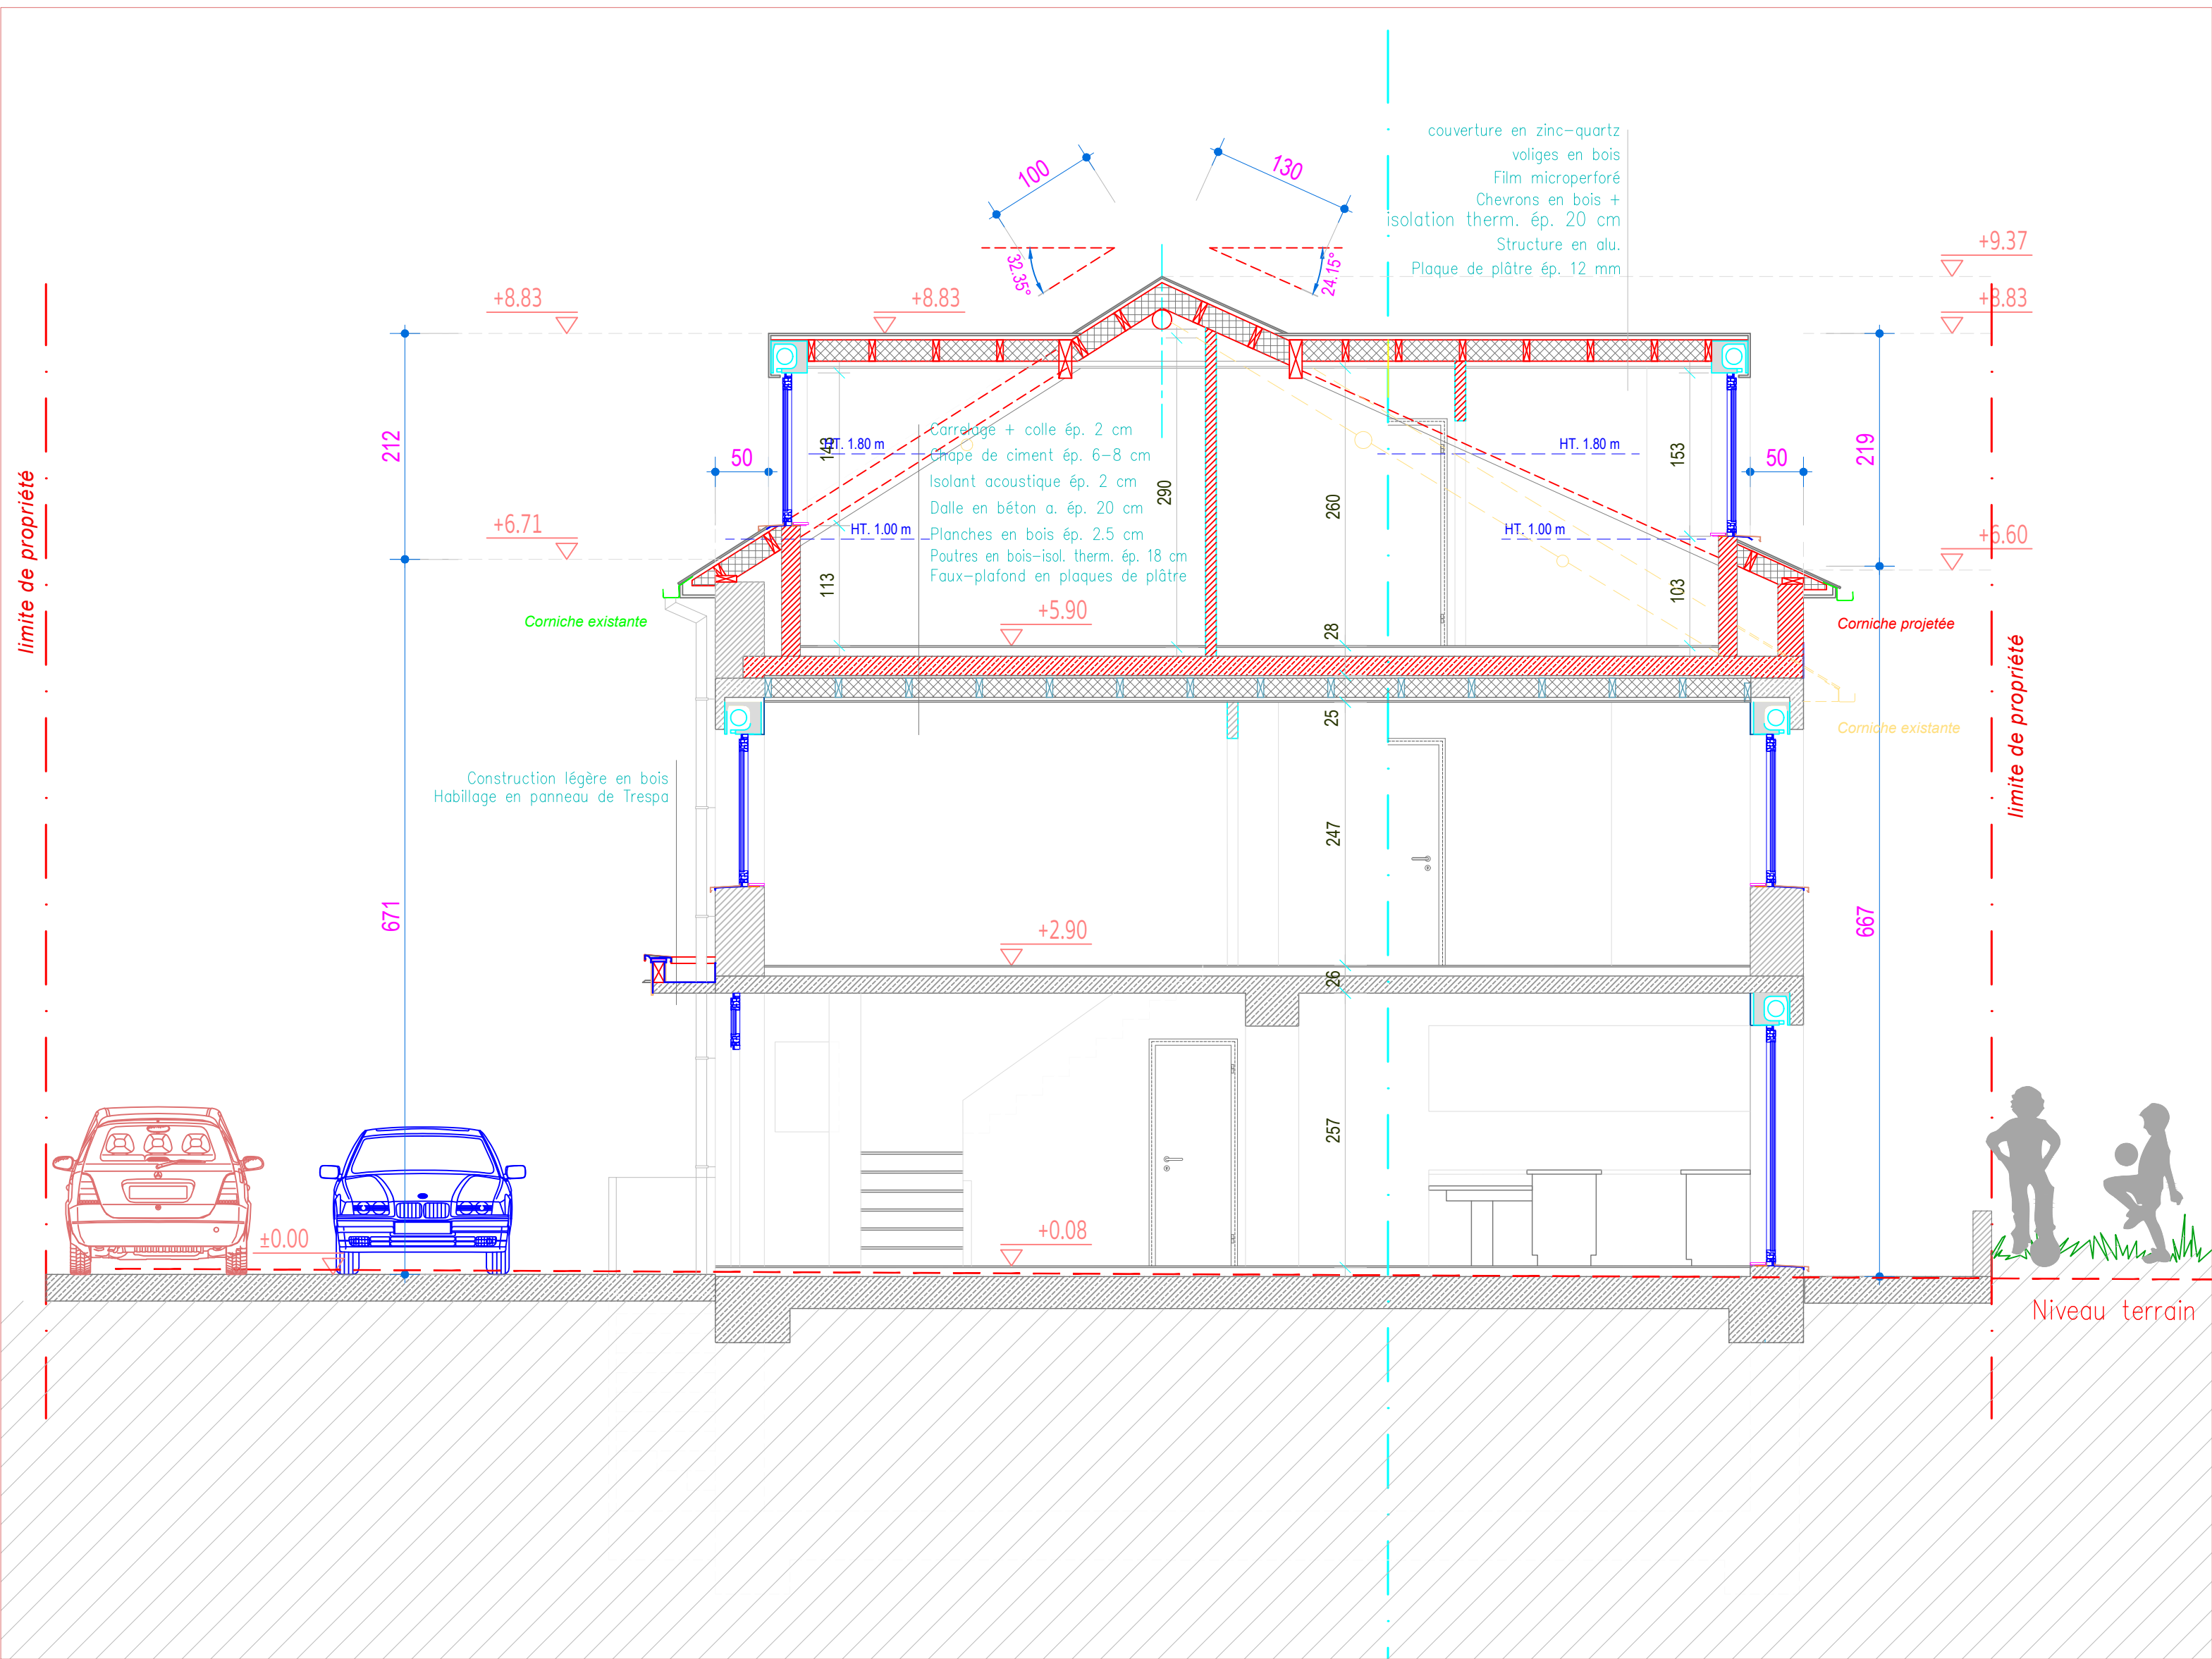 couverture en zinc-quartz
voliges en bois
Film microperforé
Chevrons en bois +
isolation therm. ép. 20 cm
Structure en alu.
Plaque de plâtre ép. 12 mm
100
130
32.35°
24.15°
+9.37
+8.83
+8.83
+8.83
212
50
HT. 1.80 m
Carrelage + colle ép. 2 cm
Chape de ciment ép. 6-8 cm
Isolant acoustique ép. 2 cm
Dalle en béton a. ép. 20 cm
Planches en bois ép. 2.5 cm
Poutres en bois-isol. therm. ép. 18 cm
Faux-plafond en plaques de plâtre
290
260
HT. 1.80 m
153
50
219
limite de propriété
+6.71
HT. 1.00 m
HT. 1.00 m
+6.60
113
103
+5.90
28
Corniche existante
Corniche projetée
limite de propriété
25
Corniche existante
Construction légère en bois
Habillage en panneau de Trespa
247
671
667
+2.90
26
257
±0.00
+0.08
Niveau terrain